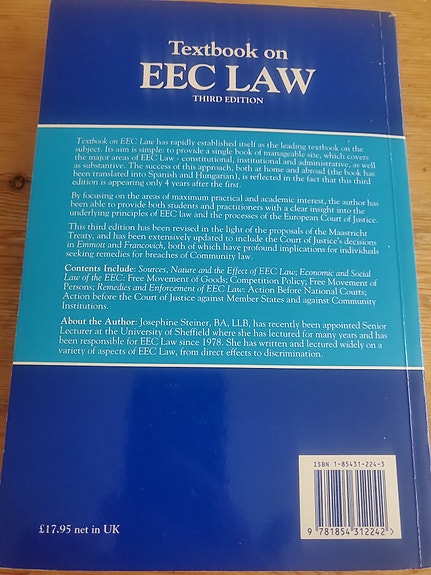 Textbook on
EEC LAW
THIRD EDITION
Textbook on EEC Law has rapidly established itself as the leading textbook on the
subject. Its aim is simple: to provide a single book of manageable size, which covers
the major areas of EEC Law - constitutional, institutional and administrative, as well
as substantive. The success of this approach, both at home and abroad (the book has
been translated into Spanish and Hungarian), is reflected in the fact that this third
edition is appearing only 4 years after the first.
By focusing on the areas of maximum practical and academic interest, the author has
been able to provide both students and practitioners with a clear insight into the
underlying principles of EEC law and the processes of the European Court of Justice.
This third edition has been revised in the light of the proposals of the Maastricht
Treaty, and has been extensively updated to include the Court of Justice's decisions
in Emmott and Francovich, both of which have profound implications for individuals
seeking remedies for breaches of Community law.
Contents Include: Sources, Nature and the Effect of EEC Law; Economic and Social
Law of the EEC: Free Movement of Goods; Competition Policy; Free Movement of
Persons; Remedies and Enforcement of EEC Law: Action Before National Courts;
Action before the Court of Justice against Member States and against Community
Institutions.
About the Author: Josephine Steiner, BA, LLB, has recently been appointed Senior
Lecturer at the University of Sheffield where she has lectured for many years and has
been responsible for EEC Law since 1978. She has written and lectured widely on a
variety of aspects of EEC Law, from direct effects to discrimination.
ISBN 1-85431-224-3
9 781854 312242 >
£17.95 net in UK